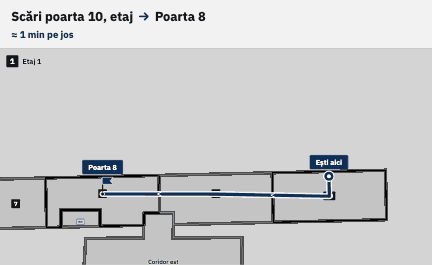 Scări poarta 10, etaj → Poarta 8
≈ 1 min pe jos
1 Etaj 1
Ești aici
Poarta 8
7
Coridor est